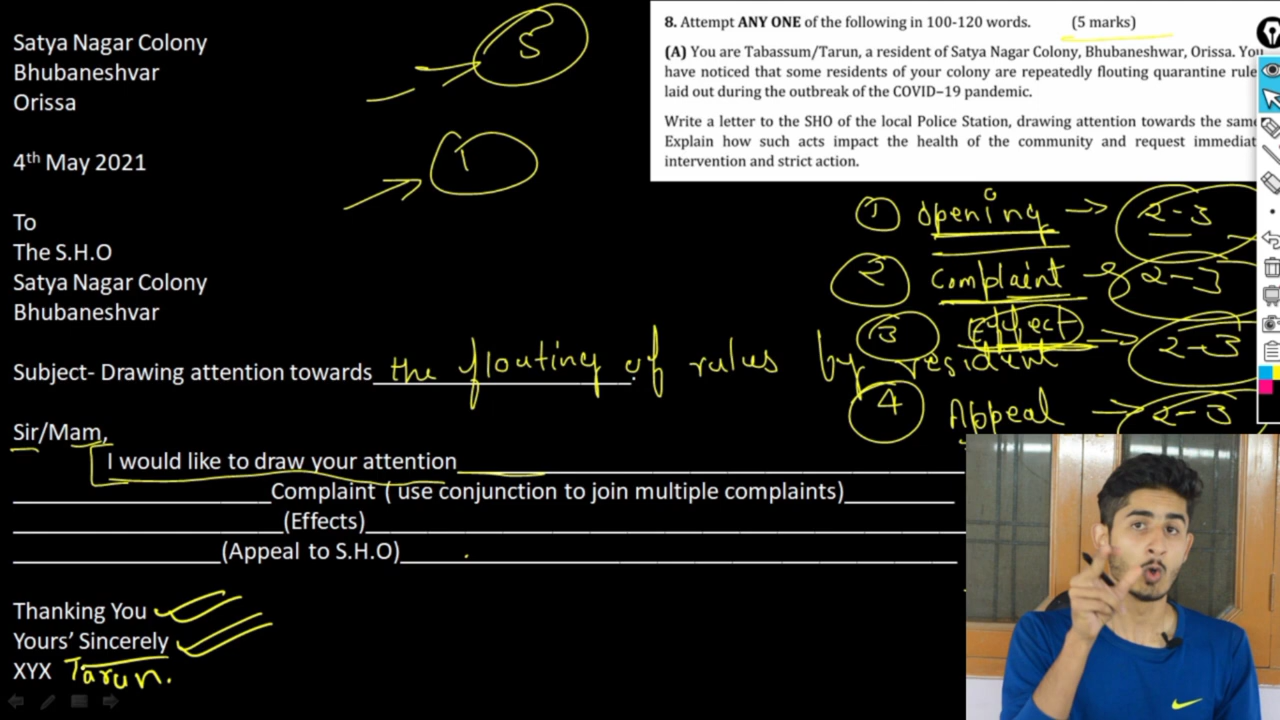 Satya Nagar Colony
Bhubaneshvar
Orissa
5
4th May 2021
1
To
The S.H.O
Satya Nagar Colony
Bhubaneshvar
Subject- Drawing attention towards the flouting of rules by resident
Sir/Mam,
I would like to draw your attention
Complaint ( use conjunction to join multiple complaints)
(Effects)
(Appeal to S.H.O)
Thanking You
Yours' Sincerely
XYX Tarun.
8. Attempt ANY ONE of the following in 100-120 words. (5 marks)
(A) You are Tabassum/Tarun, a resident of Satya Nagar Colony, Bhubaneshwar, Orissa. You
have noticed that some residents of your colony are repeatedly flouting quarantine rule
laid out during the outbreak of the COVID–19 pandemic.
Write a letter to the SHO of the local Police Station, drawing attention towards the same
Explain how such acts impact the health of the community and request immediat
intervention and strict action.
1 opening → 2-3
2 Complaint → 2-3
3 Effect → 2-3
4 Appeal → 2-3